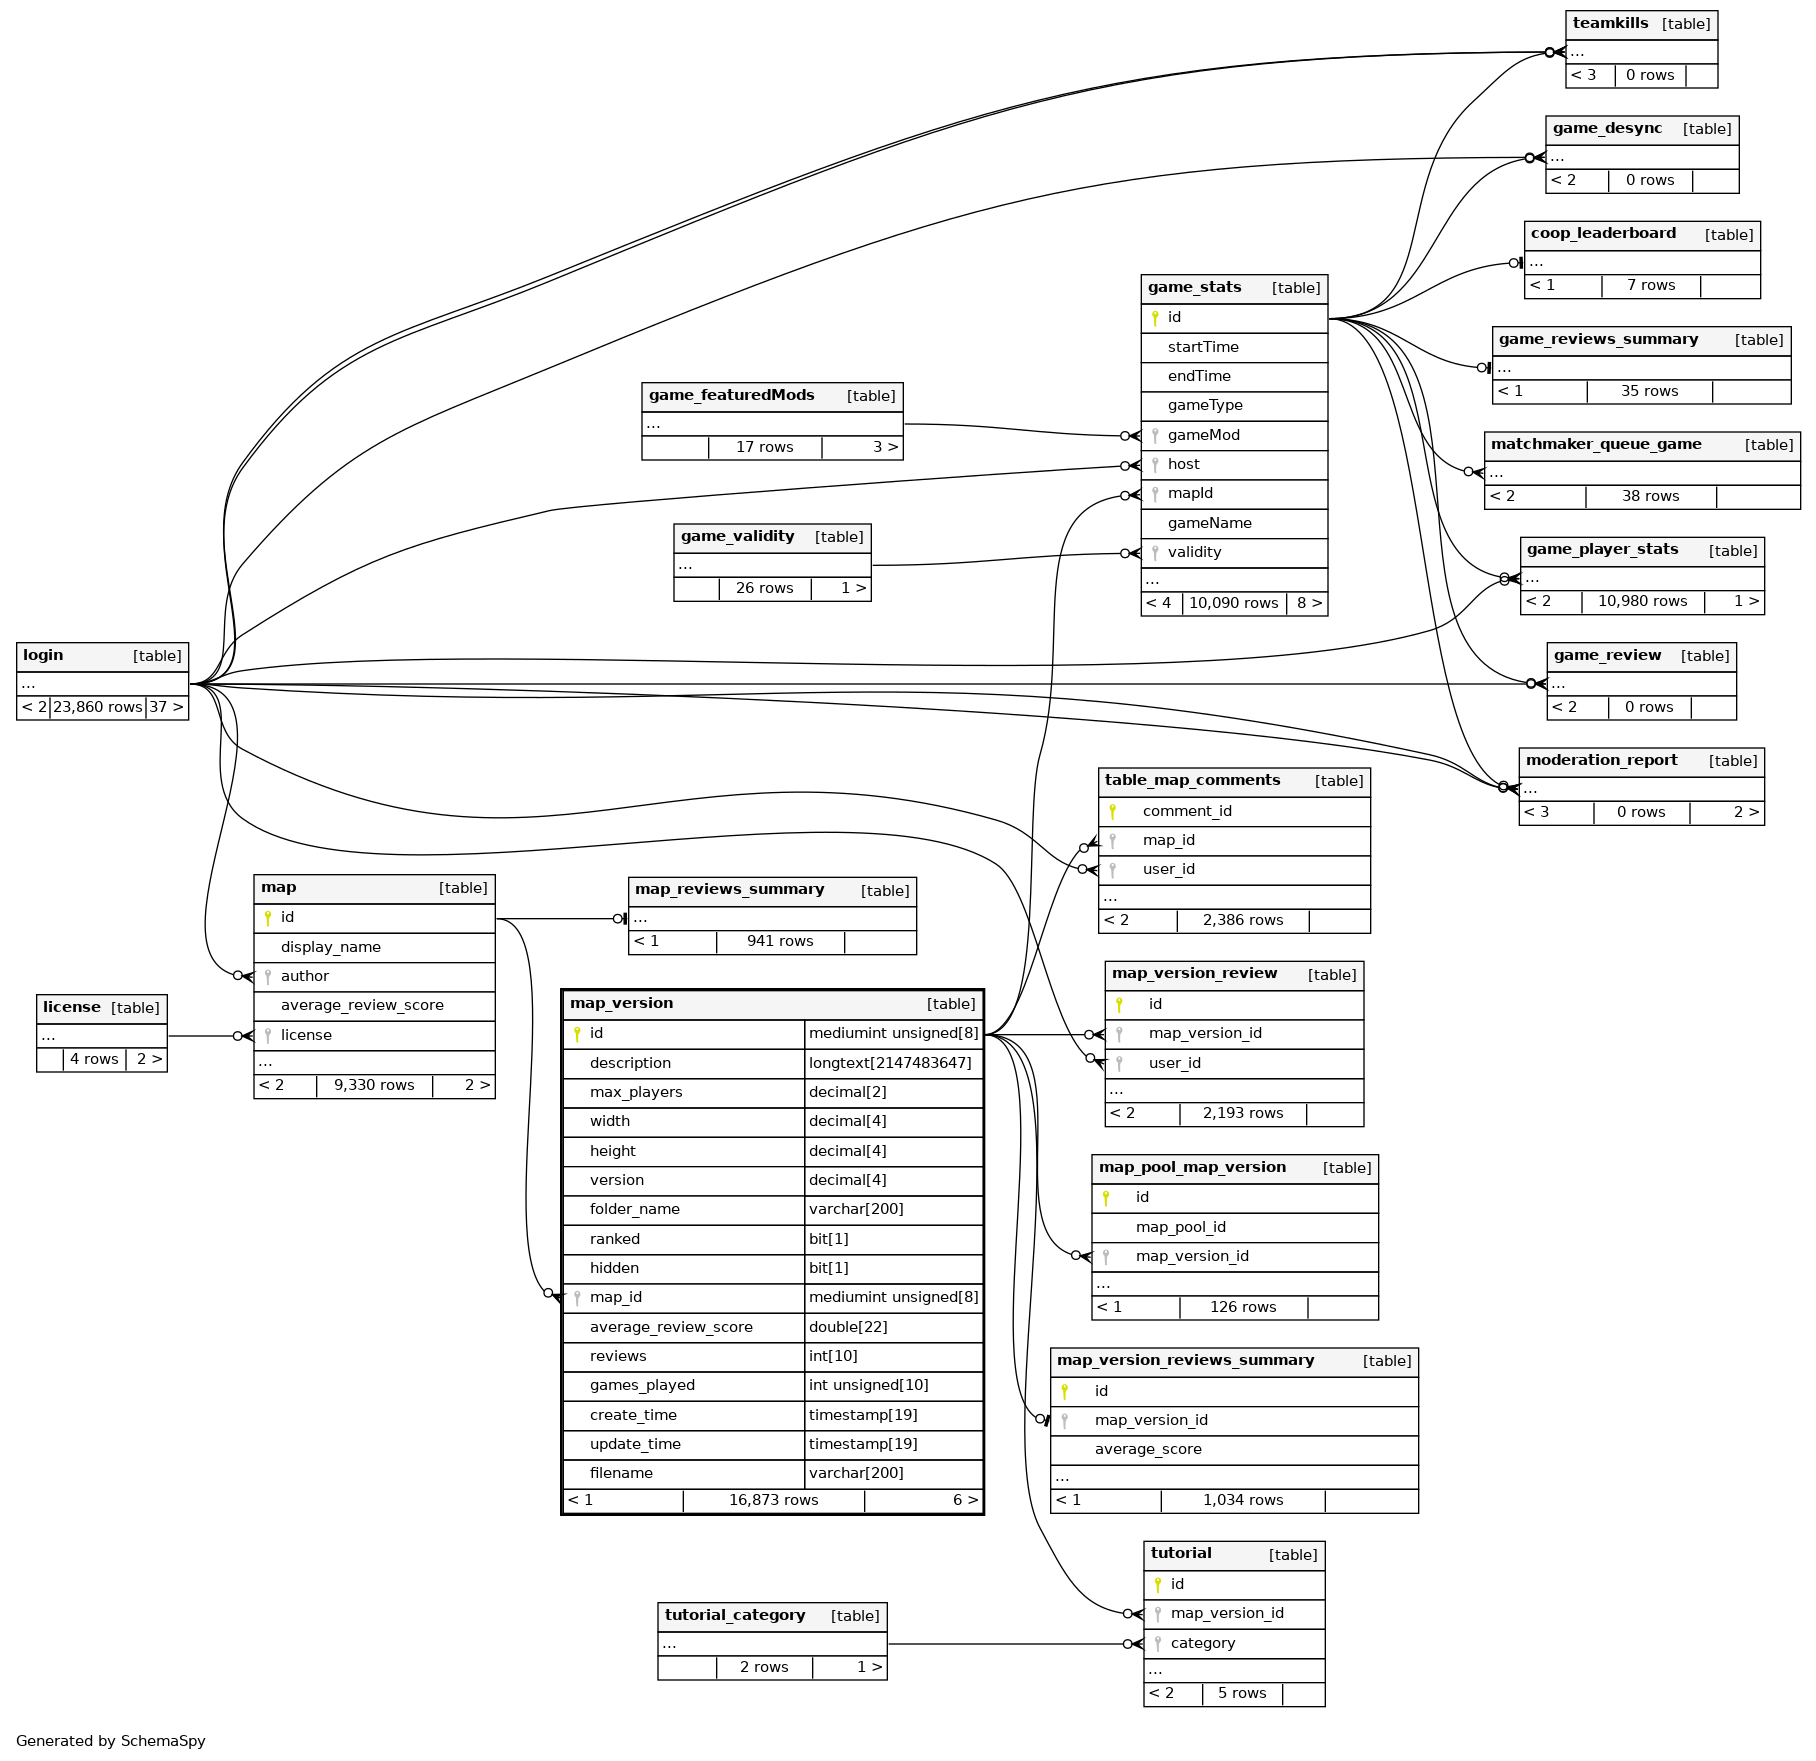 teamkills [table]
...
< 3 0 rows
game_desync [table]
...
< 2 0 rows
coop_leaderboard [table]
...
< 1 7 rows
game_reviews_summary [table]
...
< 1 35 rows
matchmaker_queue_game [table]
...
< 2 38 rows
game_player_stats [table]
...
< 2 10,980 rows 1 >
game_review [table]
...
< 2 0 rows
moderation_report [table]
...
< 3 0 rows 2 >
game_stats [table]
id
startTime
endTime
gameType
gameMod
host
mapId
gameName
validity
...
< 4 10,090 rows 8 >
game_featuredMods [table]
...
17 rows 3 >
game_validity [table]
...
26 rows 1 >
login [table]
...
< 2 23,860 rows 37 >
table_map_comments [table]
comment_id
map_id
user_id
...
< 2 2,386 rows
map [table]
id
display_name
author
average_review_score
license
...
< 2 9,330 rows 2 >
map_reviews_summary [table]
...
< 1 941 rows
license [table]
...
4 rows 2 >
map_version_review [table]
id
map_version_id
user_id
...
< 2 2,193 rows
map_version [table]
id mediumint unsigned[8]
description longtext[2147483647]
max_players decimal[2]
width decimal[4]
height decimal[4]
version decimal[4]
folder_name varchar[200]
ranked bit[1]
hidden bit[1]
map_id mediumint unsigned[8]
average_review_score double[22]
reviews int[10]
games_played int unsigned[10]
create_time timestamp[19]
update_time timestamp[19]
filename varchar[200]
< 1 16,873 rows 6 >
map_pool_map_version [table]
id
map_pool_id
map_version_id
...
< 1 126 rows
map_version_reviews_summary [table]
id
map_version_id
average_score
...
< 1 1,034 rows
tutorial [table]
id
map_version_id
category
...
< 2 5 rows
tutorial_category [table]
...
2 rows 1 >
Generated by SchemaSpy